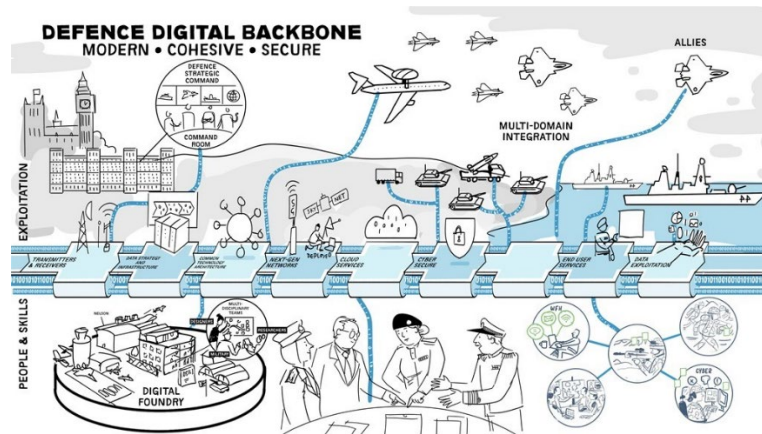 DEFENCE DIGITAL BACKBONE
MODERN • COHESIVE • SECURE
DEFENCE
STRATEGIC
COMMAND
COMMAND
ROOM
ALLIES
MULTI-DOMAIN
INTEGRATION
EXPLOITATION
TRANSMITTERS
& RECEIVERS
DATA STRATEGY
AND
INFRASTRUCTURE
COMMON
TECHNOLOGY
ARCHITECTURE
NEXT-GEN
NETWORKS
NET
DEPLOYED
CLOUD
SERVICES
CYBER
SECURE
END USER
SERVICES
DATA
EXPLOITATION
PEOPLE & SKILLS
MULTI-
DISCIPLINARY
TEAMS
DESIGNERS
RESEARCHERS
MILITARY
DIGITAL
FOUNDRY
CYBER